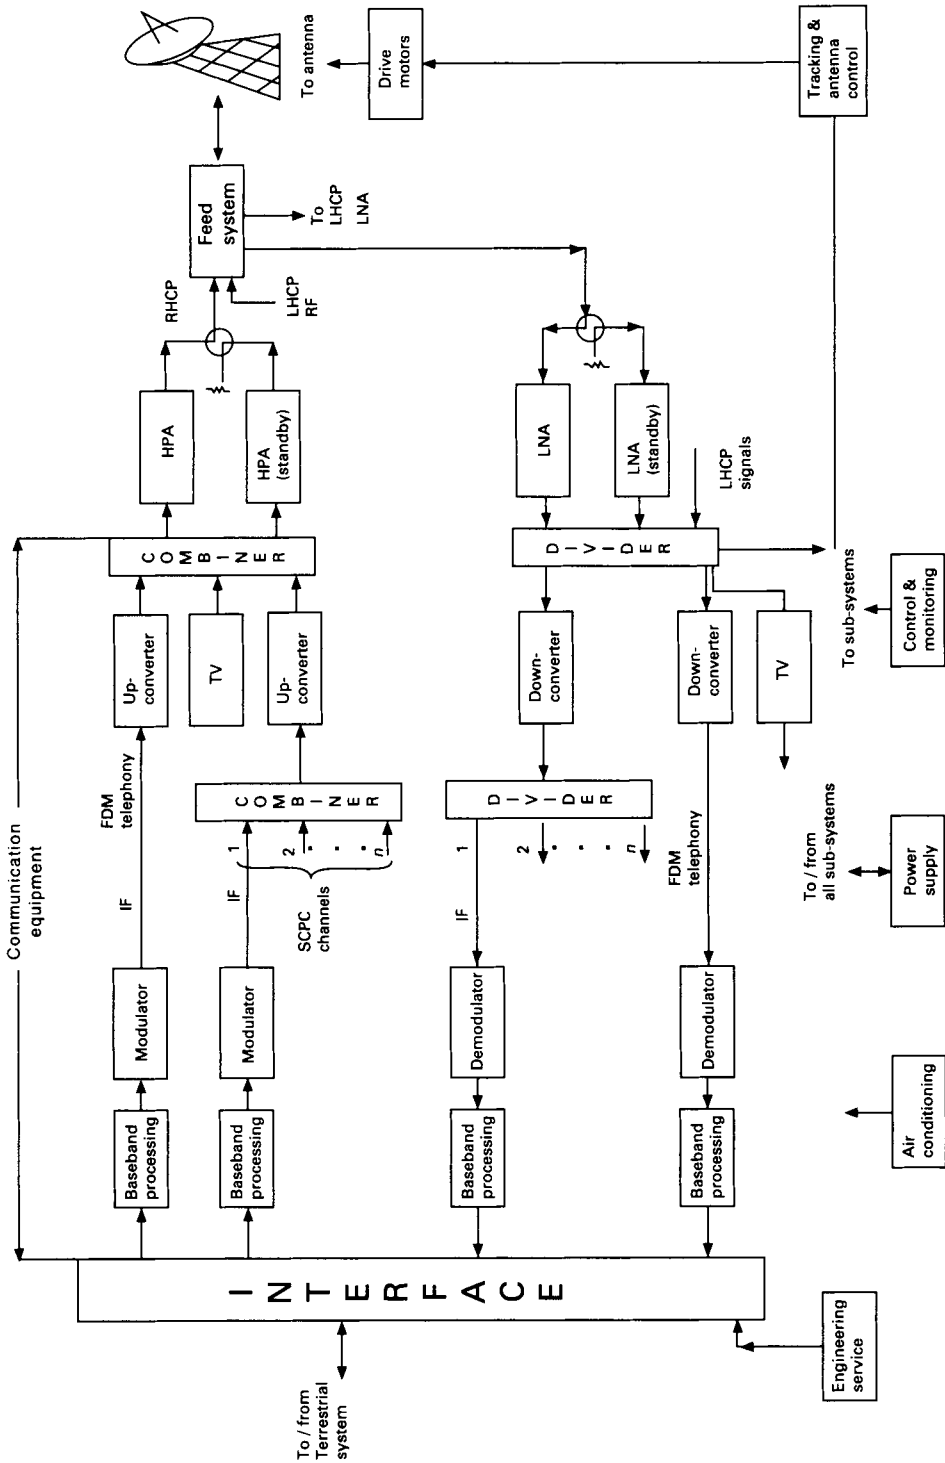 Communication
equipment
To / from
Terrestrial
system
INTERFACE
Engineering
service
Baseband
processing
Modulator
IF
FDM
telephony
Up-
converter
TV
COMBINER
HPA
HPA
(standby)
RHCP
LHCP
RF
Feed
system
To
LHCP
LNA
To antenna
Drive
motors
Tracking &
antenna
control
Baseband
processing
Modulator
IF
1
2
n
SCPC
channels
COMBINER
Up-
converter
Baseband
processing
Demodulator
IF
1
2
n
DIVIDER
Down-
converter
DIVIDER
LNA
LNA
(standby)
LHCP
signals
Baseband
processing
Demodulator
FDM
telephony
Down-
converter
TV
To sub-systems
Air
conditioning
To / from
all sub-systems
Power
supply
Control &
monitoring